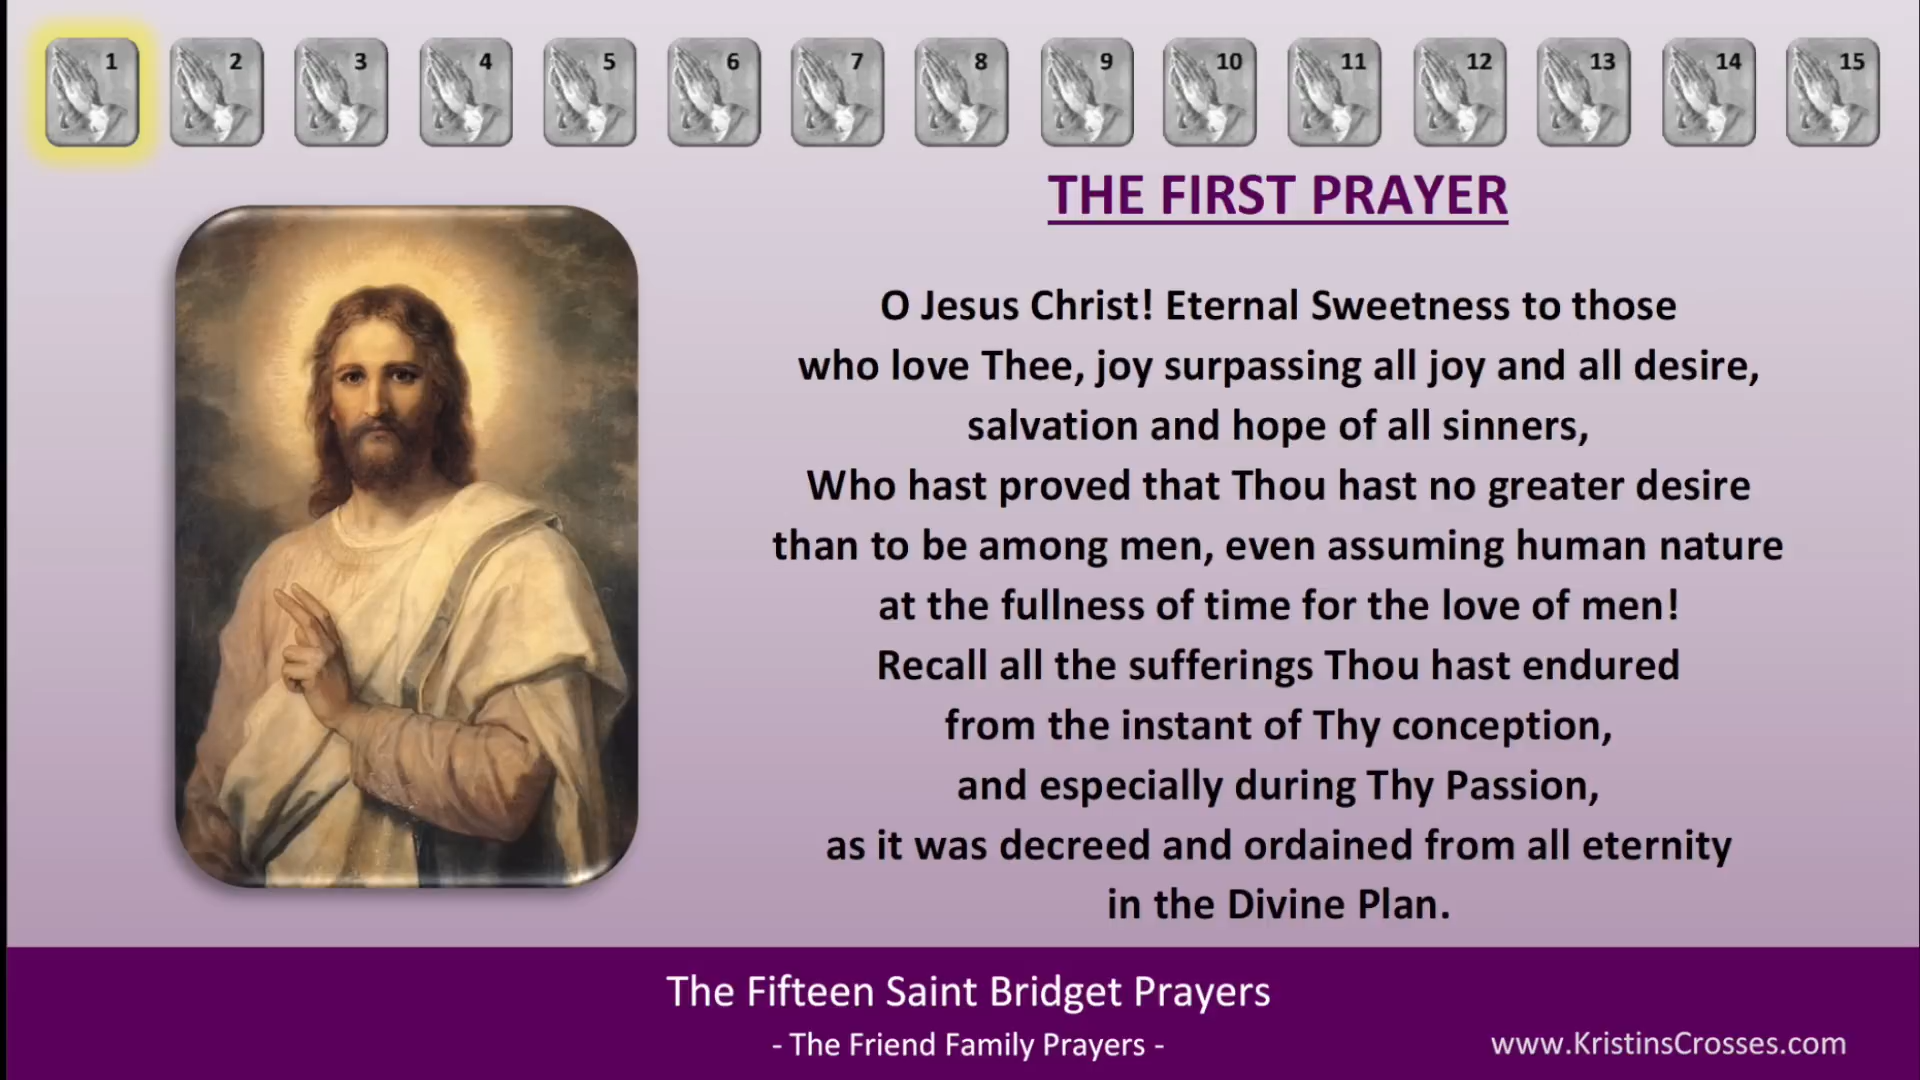 1 2 3 4 5 6 7 8 9 10 11 12 13 14 15
THE FIRST PRAYER
O Jesus Christ! Eternal Sweetness to those
who love Thee, joy surpassing all joy and all desire,
salvation and hope of all sinners,
Who hast proved that Thou hast no greater desire
than to be among men, even assuming human nature
at the fullness of time for the love of men!
Recall all the sufferings Thou hast endured
from the instant of Thy conception,
and especially during Thy Passion,
as it was decreed and ordained from all eternity
in the Divine Plan.
The Fifteen Saint Bridget Prayers
- The Friend Family Prayers -
www.KristinsCrosses.com